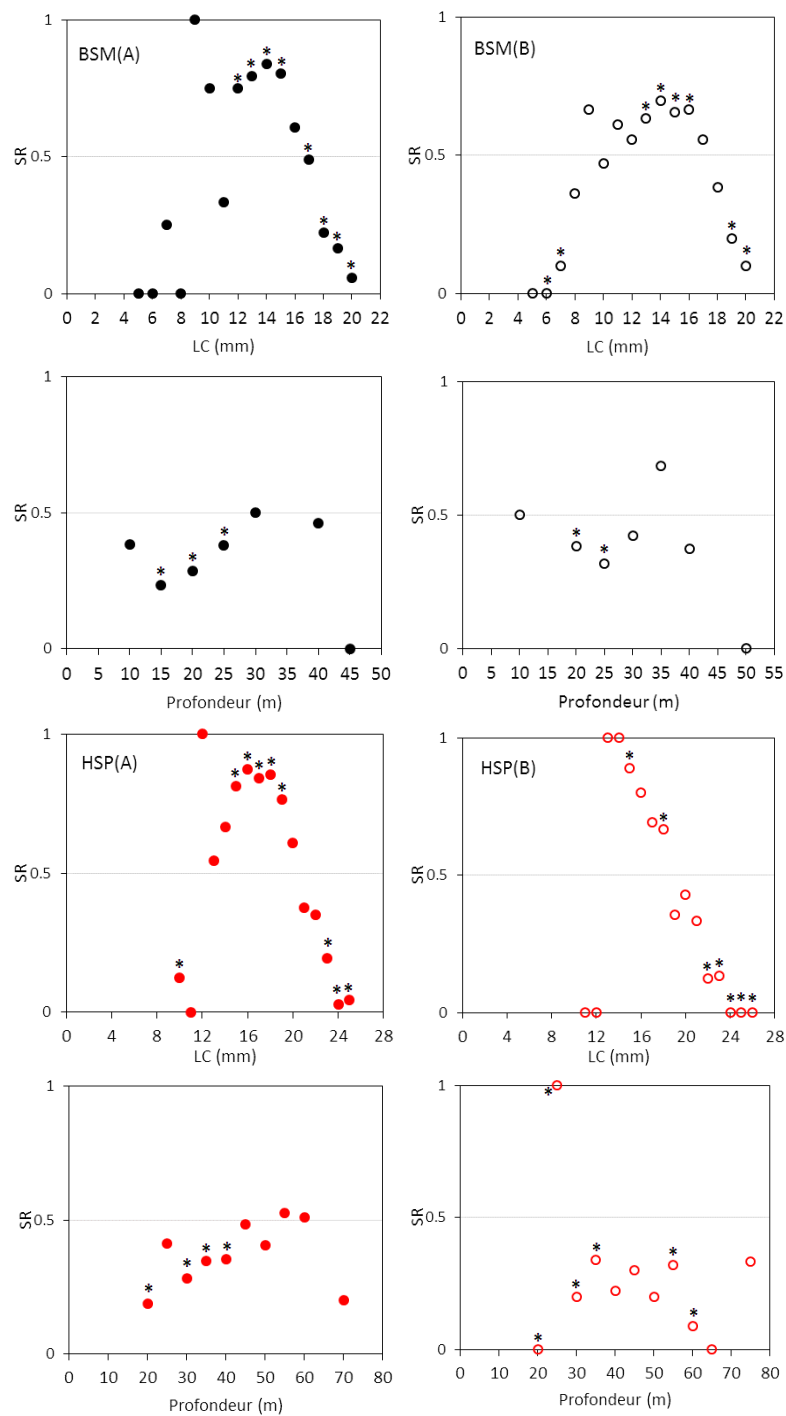 1
BSM(A)
* * * *
SR 0.5
* * * *
0
0 2 4 6 8 10 12 14 16 18 20 22
LC (mm)
1
BSM(B)
* * * *
SR 0.5
* * * *
0
0 2 4 6 8 10 12 14 16 18 20 22
LC (mm)
1
SR 0.5
* * *
0
0 5 10 15 20 25 30 35 40 45 50
Profondeur (m)
1
SR 0.5
* *
0
0 5 10 15 20 25 30 35 40 45 50 55
Profondeur (m)
1
HSP(A)
* * * * *
SR 0.5
* * * *
0
0 4 8 12 16 20 24 28
LC (mm)
1
HSP(B)
* *
SR 0.5
* * * * *
0
0 4 8 12 16 20 24 28
LC (mm)
1
SR 0.5
* * * *
0
0 10 20 30 40 50 60 70 80
Profondeur (m)
1
*
SR 0.5
* * * * *
0
0 10 20 30 40 50 60 70 80
Profondeur (m)